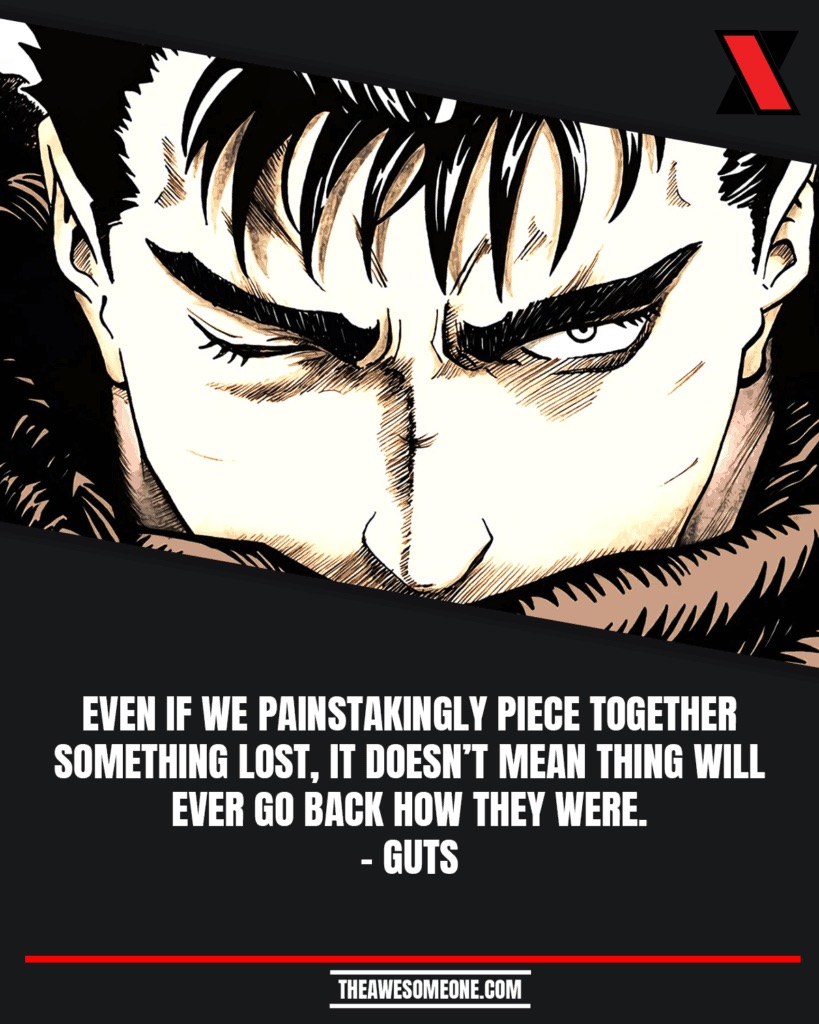 EVEN IF WE PAINSTAKINGLY PIECE TOGETHER
SOMETHING LOST, IT DOESN'T MEAN THING WILL
EVER GO BACK HOW THEY WERE.
- GUTS
THEAWESOMEONE.COM